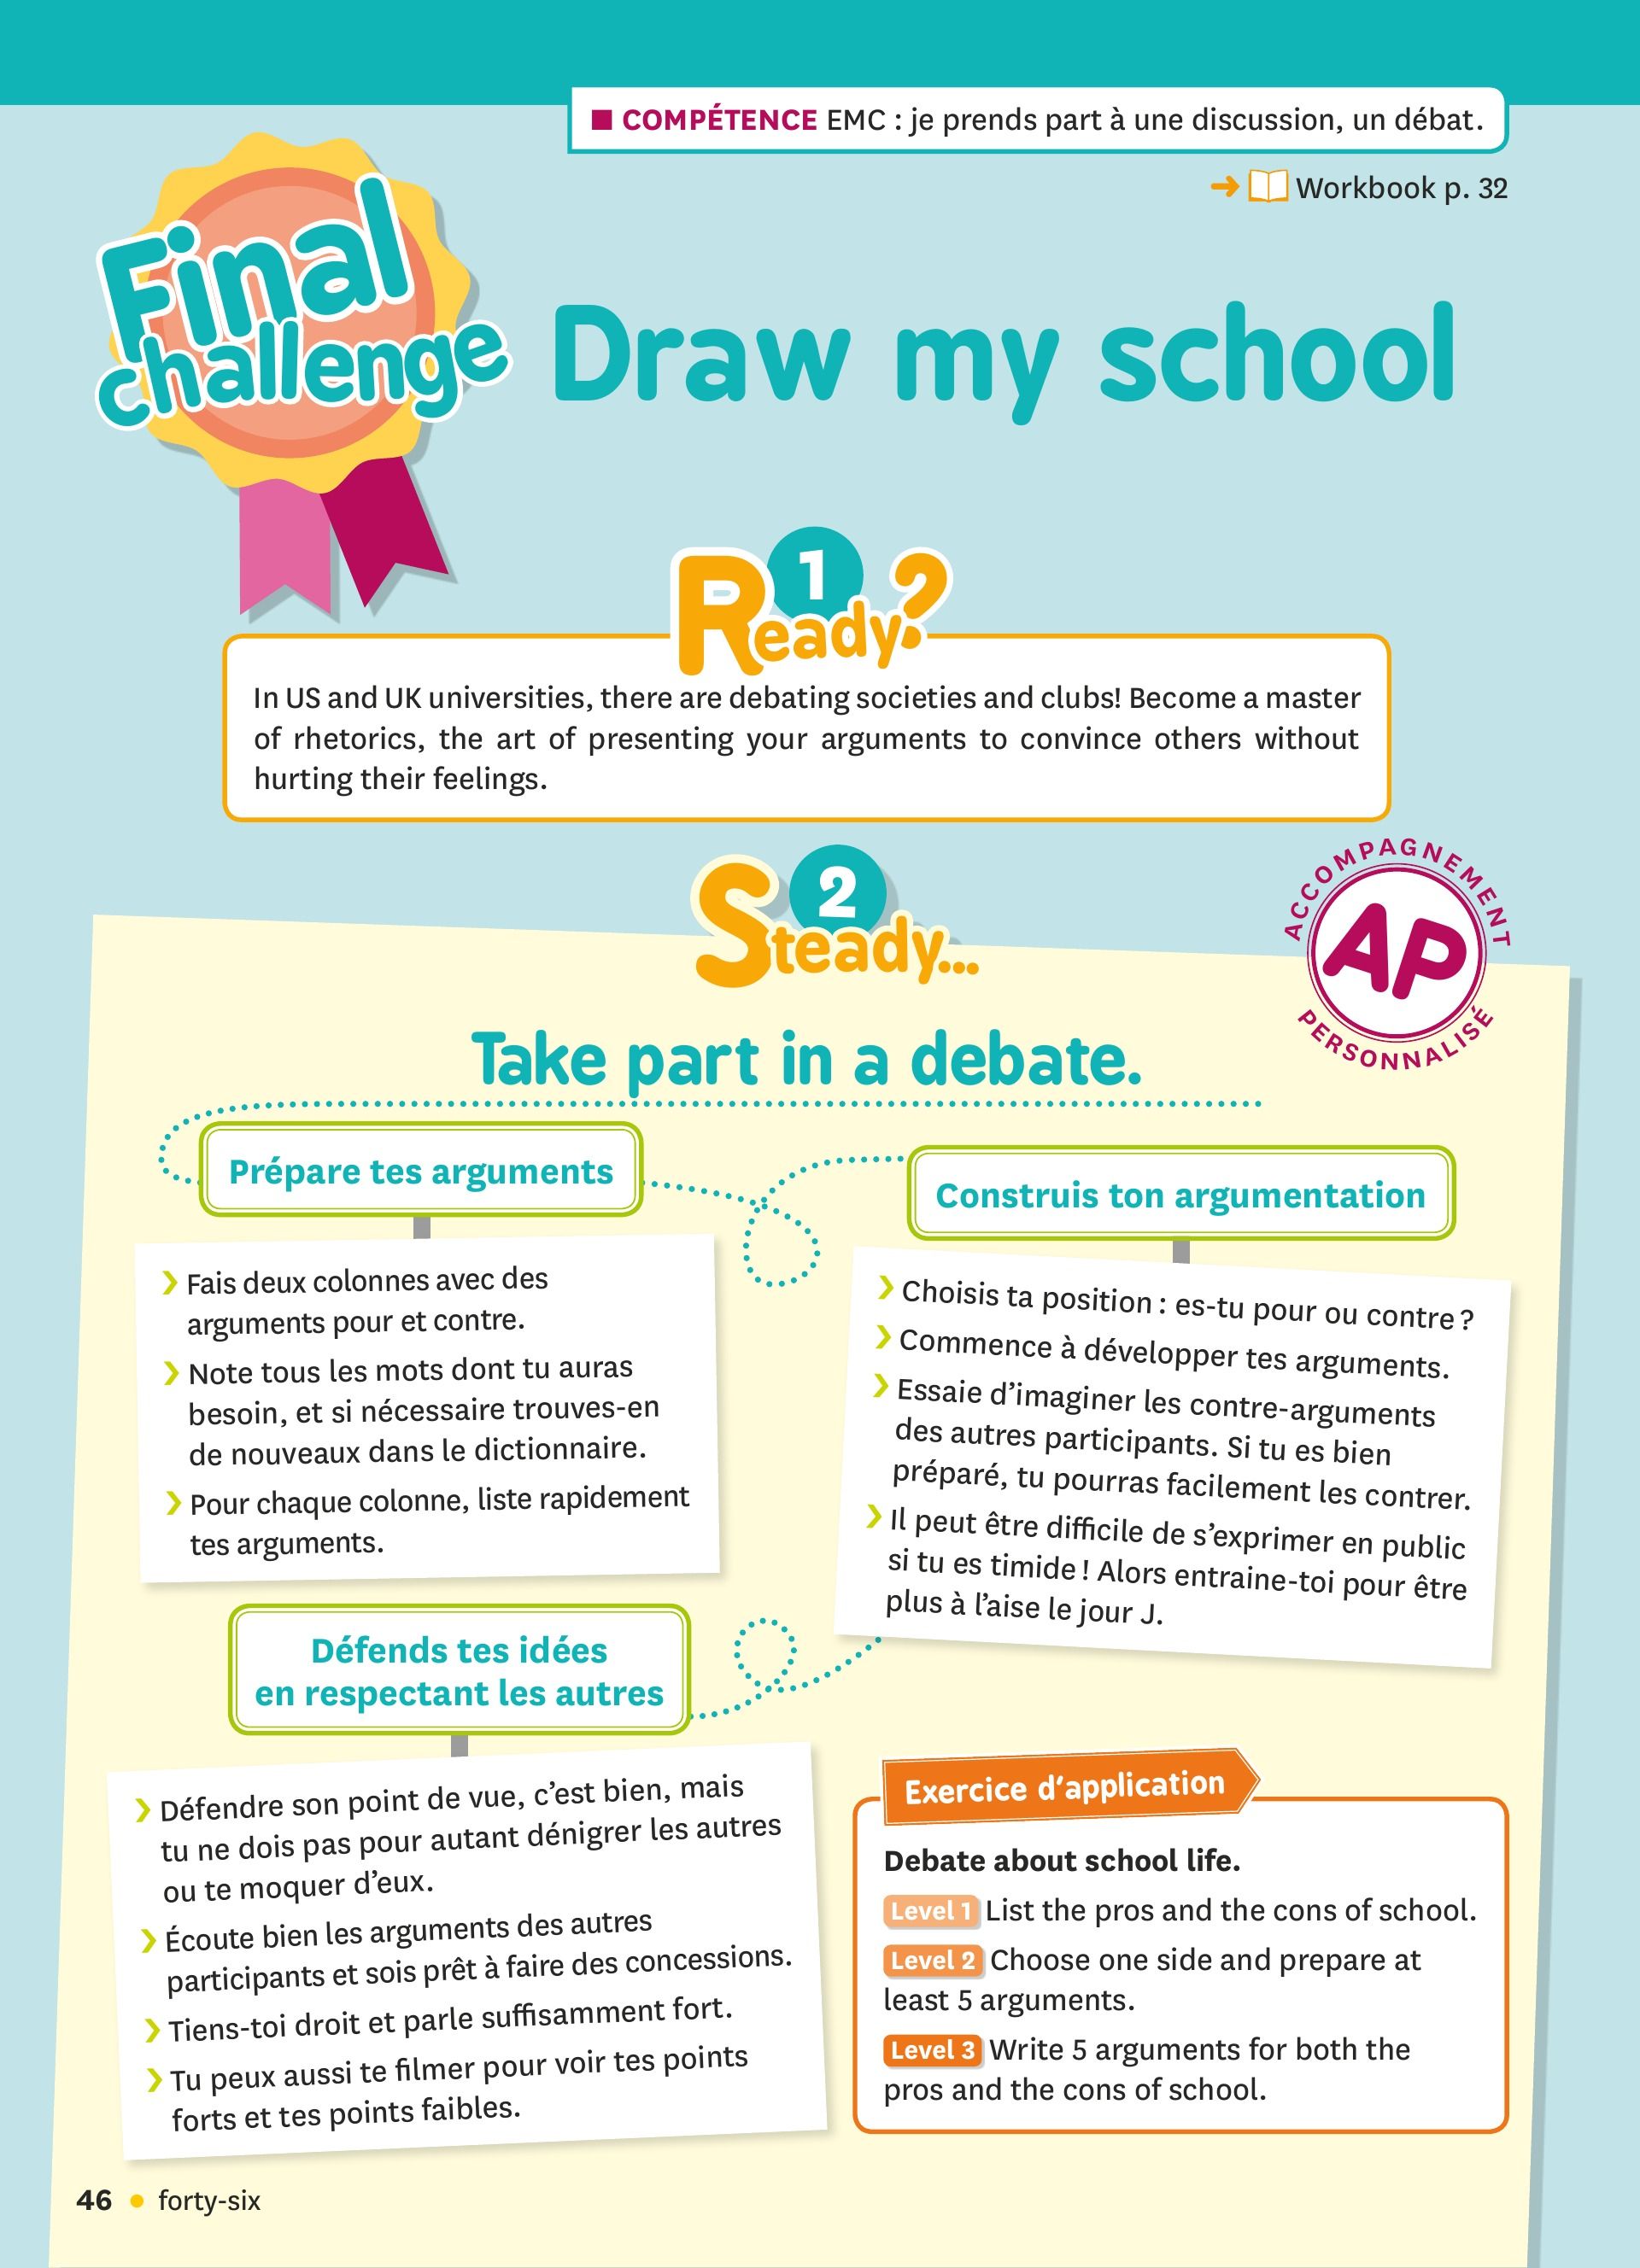 ■ COMPÉTENCE EMC : je prends part à une discussion, un débat.
➜ Workbook p. 32
Final
challenge
Draw my school
1
Ready?
In US and UK universities, there are debating societies and clubs! Become a master
of rhetorics, the art of presenting your arguments to convince others without
hurting their feelings.
2
Steady...
ACCOMPAGNEMENT
AP
PERSONNALISÉ
Take part in a debate.
Prépare tes arguments
❯ Fais deux colonnes avec des
arguments pour et contre.
❯ Note tous les mots dont tu auras
besoin, et si nécessaire trouves-en
de nouveaux dans le dictionnaire.
❯ Pour chaque colonne, liste rapidement
tes arguments.
Construis ton argumentation
❯ Choisis ta position : es-tu pour ou contre ?
❯ Commence à développer tes arguments.
❯ Essaie d'imaginer les contre-arguments
des autres participants. Si tu es bien
préparé, tu pourras facilement les contrer.
❯ Il peut être difficile de s'exprimer en public
si tu es timide ! Alors entraine-toi pour être
plus à l'aise le jour J.
Défends tes idées
en respectant les autres
❯ Défendre son point de vue, c'est bien, mais
tu ne dois pas pour autant dénigrer les autres
ou te moquer d'eux.
❯ Écoute bien les arguments des autres
participants et sois prêt à faire des concessions.
❯ Tiens-toi droit et parle suffisamment fort.
❯ Tu peux aussi te filmer pour voir tes points
forts et tes points faibles.
Exercice d'application
Debate about school life.
Level 1 List the pros and the cons of school.
Level 2 Choose one side and prepare at
least 5 arguments.
Level 3 Write 5 arguments for both the
pros and the cons of school.
46 • forty-six